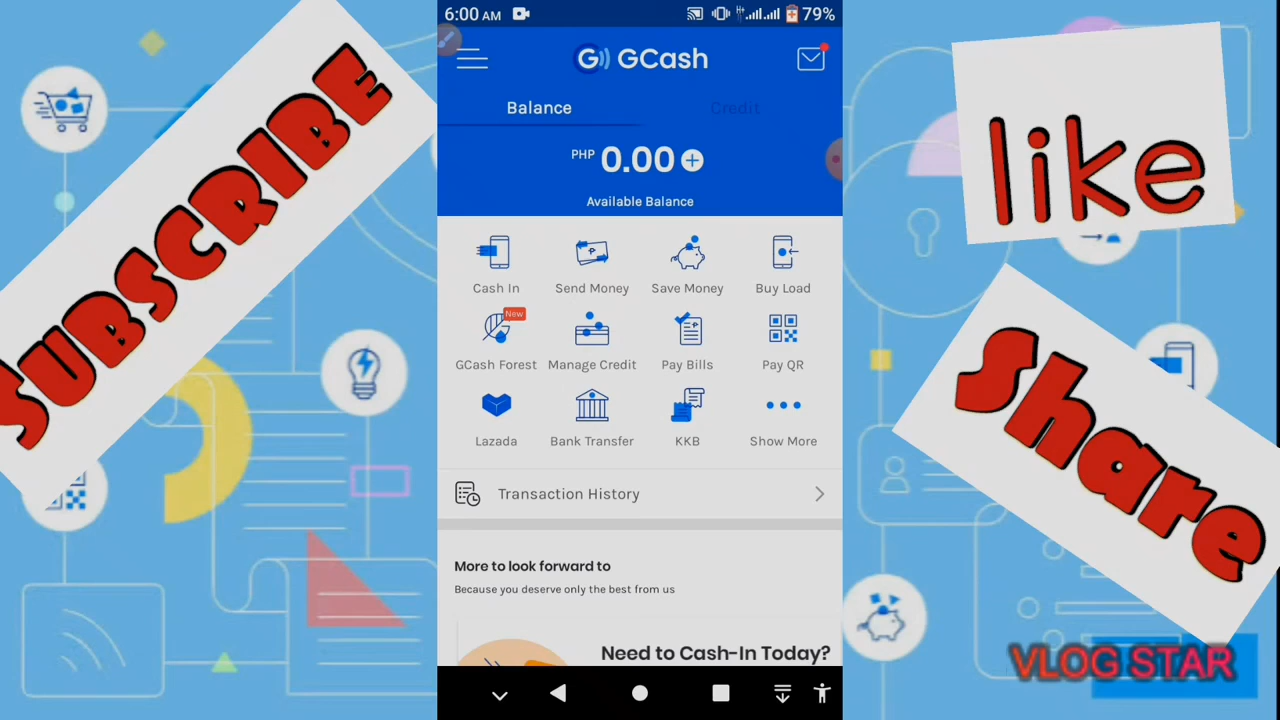 SUBSCRIBE
6:00 AM
79%
GCash
Balance
Credit
PHP 0.00
Available Balance
Cash In
Send Money
Save Money
Buy Load
New
GCash Forest
Manage Credit
Pay Bills
Pay QR
Lazada
Bank Transfer
KKB
Show More
Transaction History
More to look forward to
Because you deserve only the best from us
Need to Cash-In Today?
like
Share
VLOG STAR